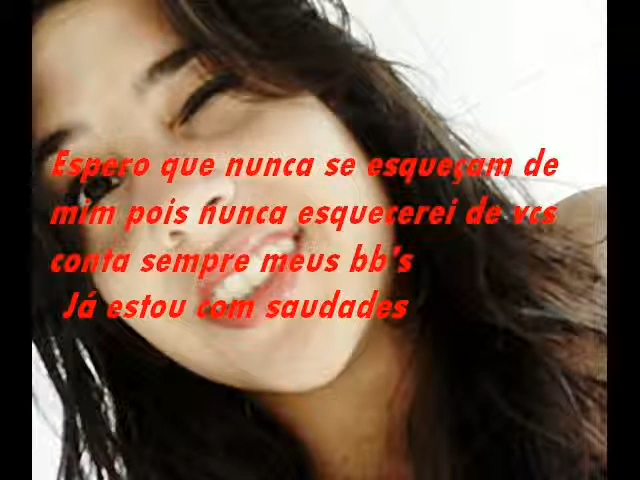 Espero que nunca se esqueçam de
mim pois nunca esquecerei de vcs
conta sempre meus bb's
Já estou com saudades